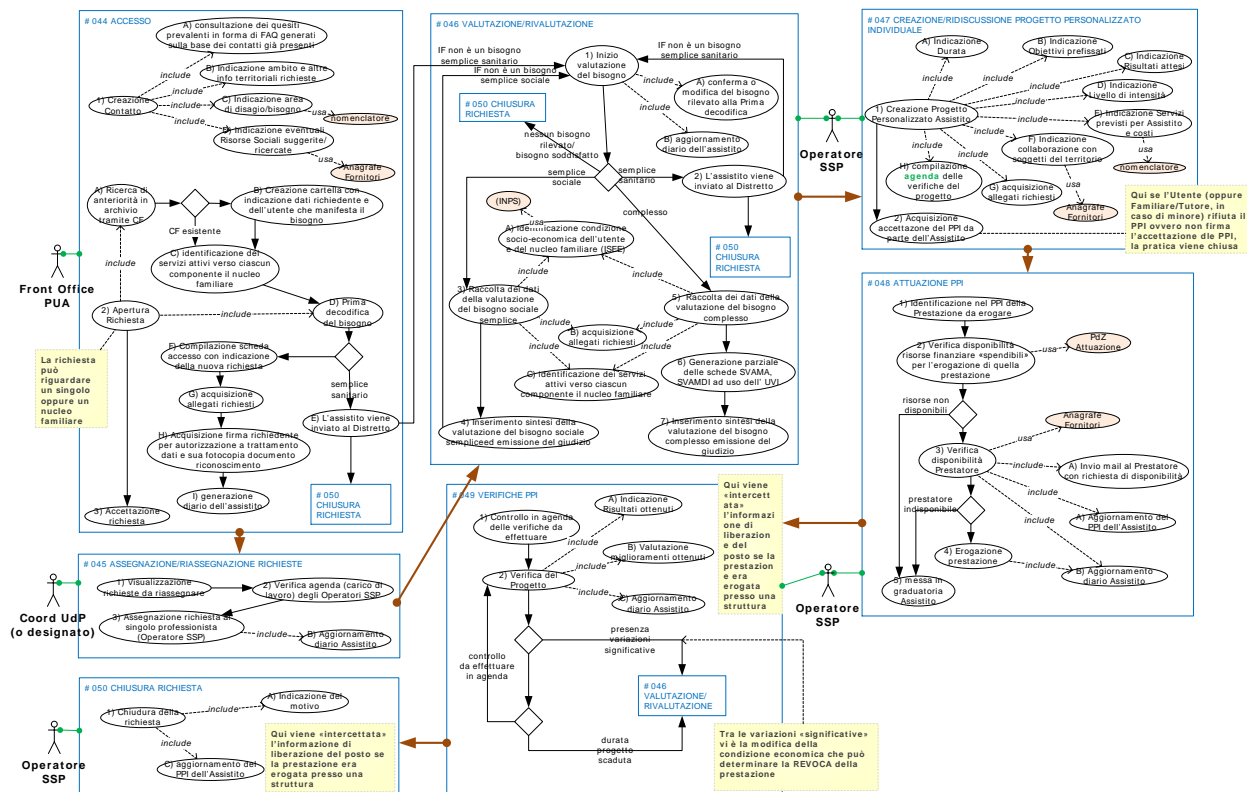 # 044 ACCESSO
A) consultazione dei quesiti
prevalenti in forma di FAQ generati
sulla base dei contatti già presenti
include
B) Indicazione ambito e altre
info territoriali richieste
include
1) Creazione
Contatto
include
C) Indicazione area
di disagio/bisogno
usa
nomenclatore
include
D) Indicazione eventuali
Risorse Sociali suggerite/
ricercate
usa
Anagrafe
Fornitori
A) Ricerca di
anteriorità in
archivio
tramite CF
B) Creazione cartella con
indicazione dati richiedente e
dell'utente che manifesta il
bisogno
CF esistente
C) identificazione dei
servizi attivi verso ciascun
componente il nucleo
familiare
include
2) Apertura
Richiesta
include
D) Prima
decodifica
del bisogno
F) Compilazione scheda
accesso con indicazione
della nuova richiesta
semplice
sanitario
G) acquisizione
allegati richiesti
E) L'assistito viene
inviato al Distretto
H) Acquisizione firma richiedente
per autorizzazione a trattamento
dati e sua fotocopia documento
riconoscimento
I) generazione
diario dell'assistito
3) Accettazione
richiesta
# 050
CHIUSURA
RICHIESTA
Front Office
PUA
La richiesta
può
riguardare
un singolo
oppure un
nucleo
familiare
# 045 ASSEGNAZIONE/RIASSEGNAZIONE RICHIESTE
1) Visualizzazione
richieste da riassegnare
2) Verifica agenda (carico di
lavoro) degli Operatori SSP
3) Assegnazione richiesta al
singolo professionista
(Operatore SSP)
include
B) Aggiornamento
diario Assistito
Coord UdP
(o designato)
# 050 CHIUSURA RICHIESTA
1) Chiudura della
richiesta
include
A) Indicazione del
motivo
include
C) aggiornamento del
PPI dell'Assistito
Operatore
SSP
Qui viene «intercettata»
l'informazione di
liberazione del posto se
la prestazione era
erogata presso una
struttura
# 046 VALUTAZIONE/RIVALUTAZIONE
IF non è un bisogno
semplice sanitario
IF non è un bisogno
semplice sociale
1) Inizio
valutazione
del bisogno
IF non è un bisogno
semplice sanitario
include
A) conferma o
modifica del bisogno
rilevato alla Prima
decodifica
include
B) aggiornamento
diario dell'assistito
# 050 CHIUSURA
RICHIESTA
nessun bisogno
rilevato/
bisogno soddisfatto
semplice
sociale
semplice
sanitario
2) L'assistito viene
inviato al Distretto
complesso
(INPS)
usa
A) Identificazione condizione
socio-economica dell'utente
e del nucleo familiare (ISEE)
# 050
CHIUSURA
RICHIESTA
include
include
3) Raccolta dei dati
della valutazione
del bisogno sociale
semplice
5) Raccolta dei dati della
valutazione del bisogno
complesso
include
include
B) acquisizione
allegati richiesti
include
include
C) Identificazione dei servizi
attivi verso ciascun
componente il nucleo familiare
6) Generazione parziale
delle schede SVAMA,
SVAMDI ad uso dell' UVI
4) Inserimento sintesi della
valutazione del bisogno sociale
sempliceed emissione del giudizio
7) Inserimento sintesi della
valutazione del bisogno
complesso emissione del
giudizio
# 049 VERIFICHE PPI
1) Controllo in agenda
delle verifiche da
effettuare
A) Indicazione
Risultati ottenuti
include
B) Valutazione
miglioramenti ottenuti
include
2) Verifica del
Progetto
include
C) Aggiornamento
diario Assistito
controllo
da effettuare
in agenda
presenza
variazioni
significative
# 046
VALUTAZIONE/
RIVALUTAZIONE
durata
progetto
scaduta
Qui viene
«intercett
ata»
l'informazi
one di
liberazion
e del
posto se la
prestazion
e era
erogata
presso una
struttura
Tra le variazioni «significative»
vi è la modifica della
condizione economica che può
determinare la REVOCA della
prestazione
Operatore
SSP
# 047 CREAZIONE/RIDISCUSSIONE PROGETTO PERSONALIZZATO
INDIVIDUALE
A) Indicazione
Durata
B) Indicazione
Obiettivi prefissati
C) Indicazione
Risultati attesi
include
include
include
D) Indicazione
Livello di intensità
include
1) Creazione Progetto
Personalizzato Assistito
include
E) Indicazione Servizi
previsti per Assistito
e costi
usa
nomenclatore
include
F) Indicazione
collaborazione con
soggetti del territorio
usa
Anagrafe
Fornitori
include
H) compilazione
agenda delle
verifiche del
progetto
include
G) acquisizione
allegati richiesti
2) Acquisizione
accettazone del PPI da
parte dell'Assistito
Qui se l'Utente (oppure
Familiare/Tutore, in
caso di minore) rifiuta il
PPI ovvero non firma
l'accettazione dle PPI,
la pratica viene chiusa
Operatore
SSP
# 048 ATTUAZIONE PPI
1) Identificazione nel PPI della
Prestazione da erogare
2) Verifica disponibilità
risorse finanziare «spendibili»
per l'erogazione di quella
prestazione
usa
PdZ
Attuazione
risorse non
disponibili
Anagrafe
Fornitori
usa
3) Verifica
disponibilità
Prestatore
include
A) Invio mail al Prestatore
con richiesta di disponibilità
include
prestatore
indisponibile
A) Aggiornamento del
PPI dell'Assistito
include
4) Erogazione
prestazione
include
B) Aggiornamento
diario Assistito
5) messa in
graduatoria
Assistito